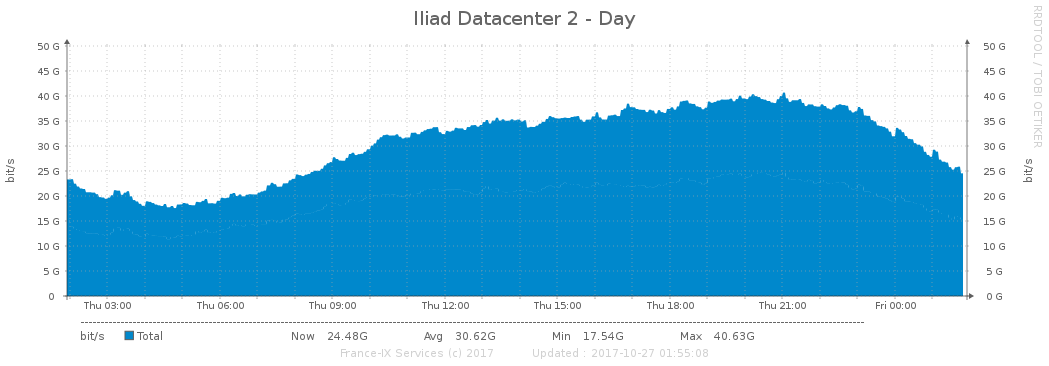 Iliad Datacenter 2 - Day
RRDTOOL / TOBI OETIKER
bit/s
50 G 50 G
45 G 45 G
40 G 40 G
35 G 35 G
30 G 30 G
25 G 25 G
20 G 20 G
15 G 15 G
10 G 10 G
5 G 5 G
0 0 G
bit/s
Thu 03:00 Thu 06:00 Thu 09:00 Thu 12:00 Thu 15:00 Thu 18:00 Thu 21:00 Fri 00:00
bit/s Total Now 24.48G Avg 30.62G Min 17.54G Max 40.63G
France-IX Services (c) 2017 Updated : 2017-10-27 01:55:08